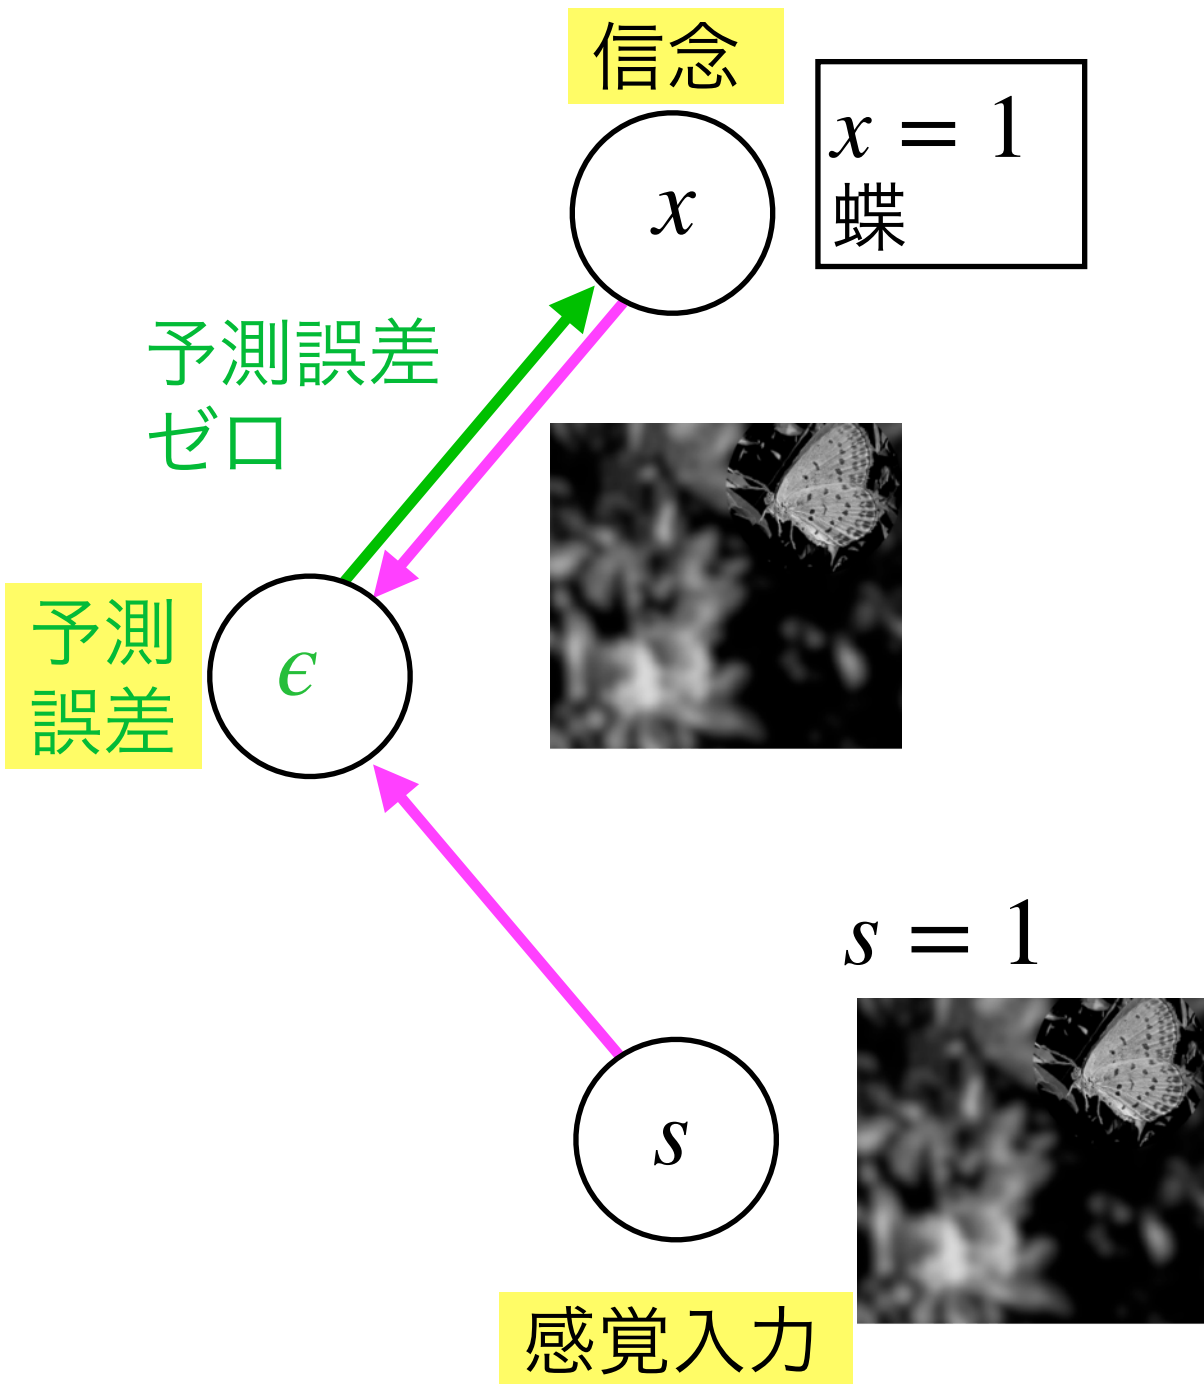 信念
x = 1
蝶
x
予測誤差
ゼロ
予測
誤差
ϵ
s = 1
s
感覚入力